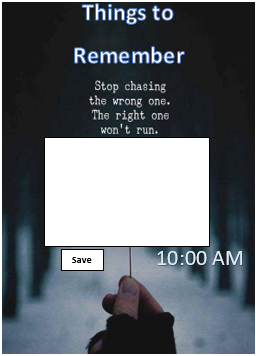 Things to
Remember
Stop chasing
the wrong one.
The right one
won't run.
Save
10:00 AM